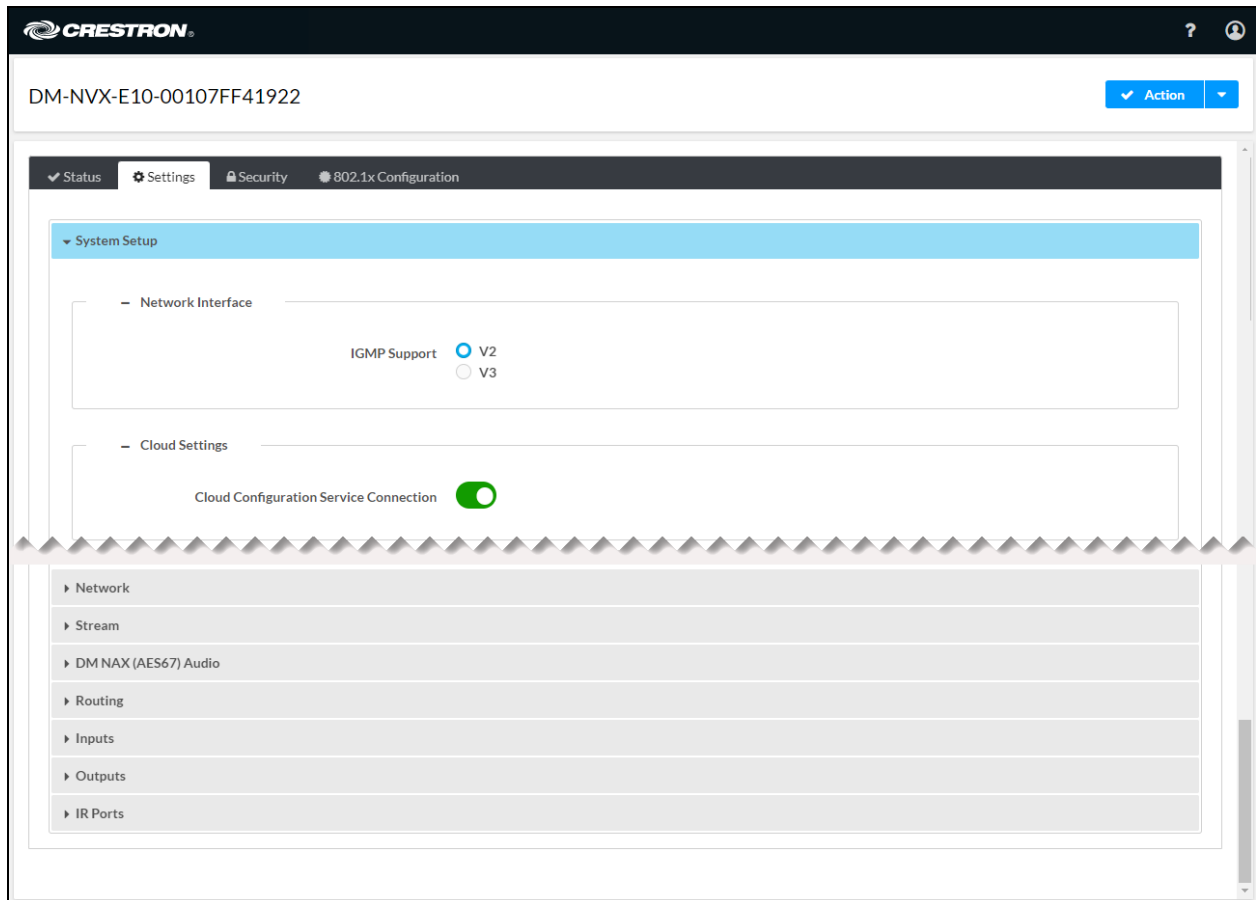 CRESTRON®
?
DM-NVX-E10-00107FF41922
Action
Status Settings Security 802.1x Configuration
System Setup
Network Interface
IGMP Support V2
V3
Cloud Settings
Cloud Configuration Service Connection
Network
Stream
DM NAX (AES67) Audio
Routing
Inputs
Outputs
IR Ports